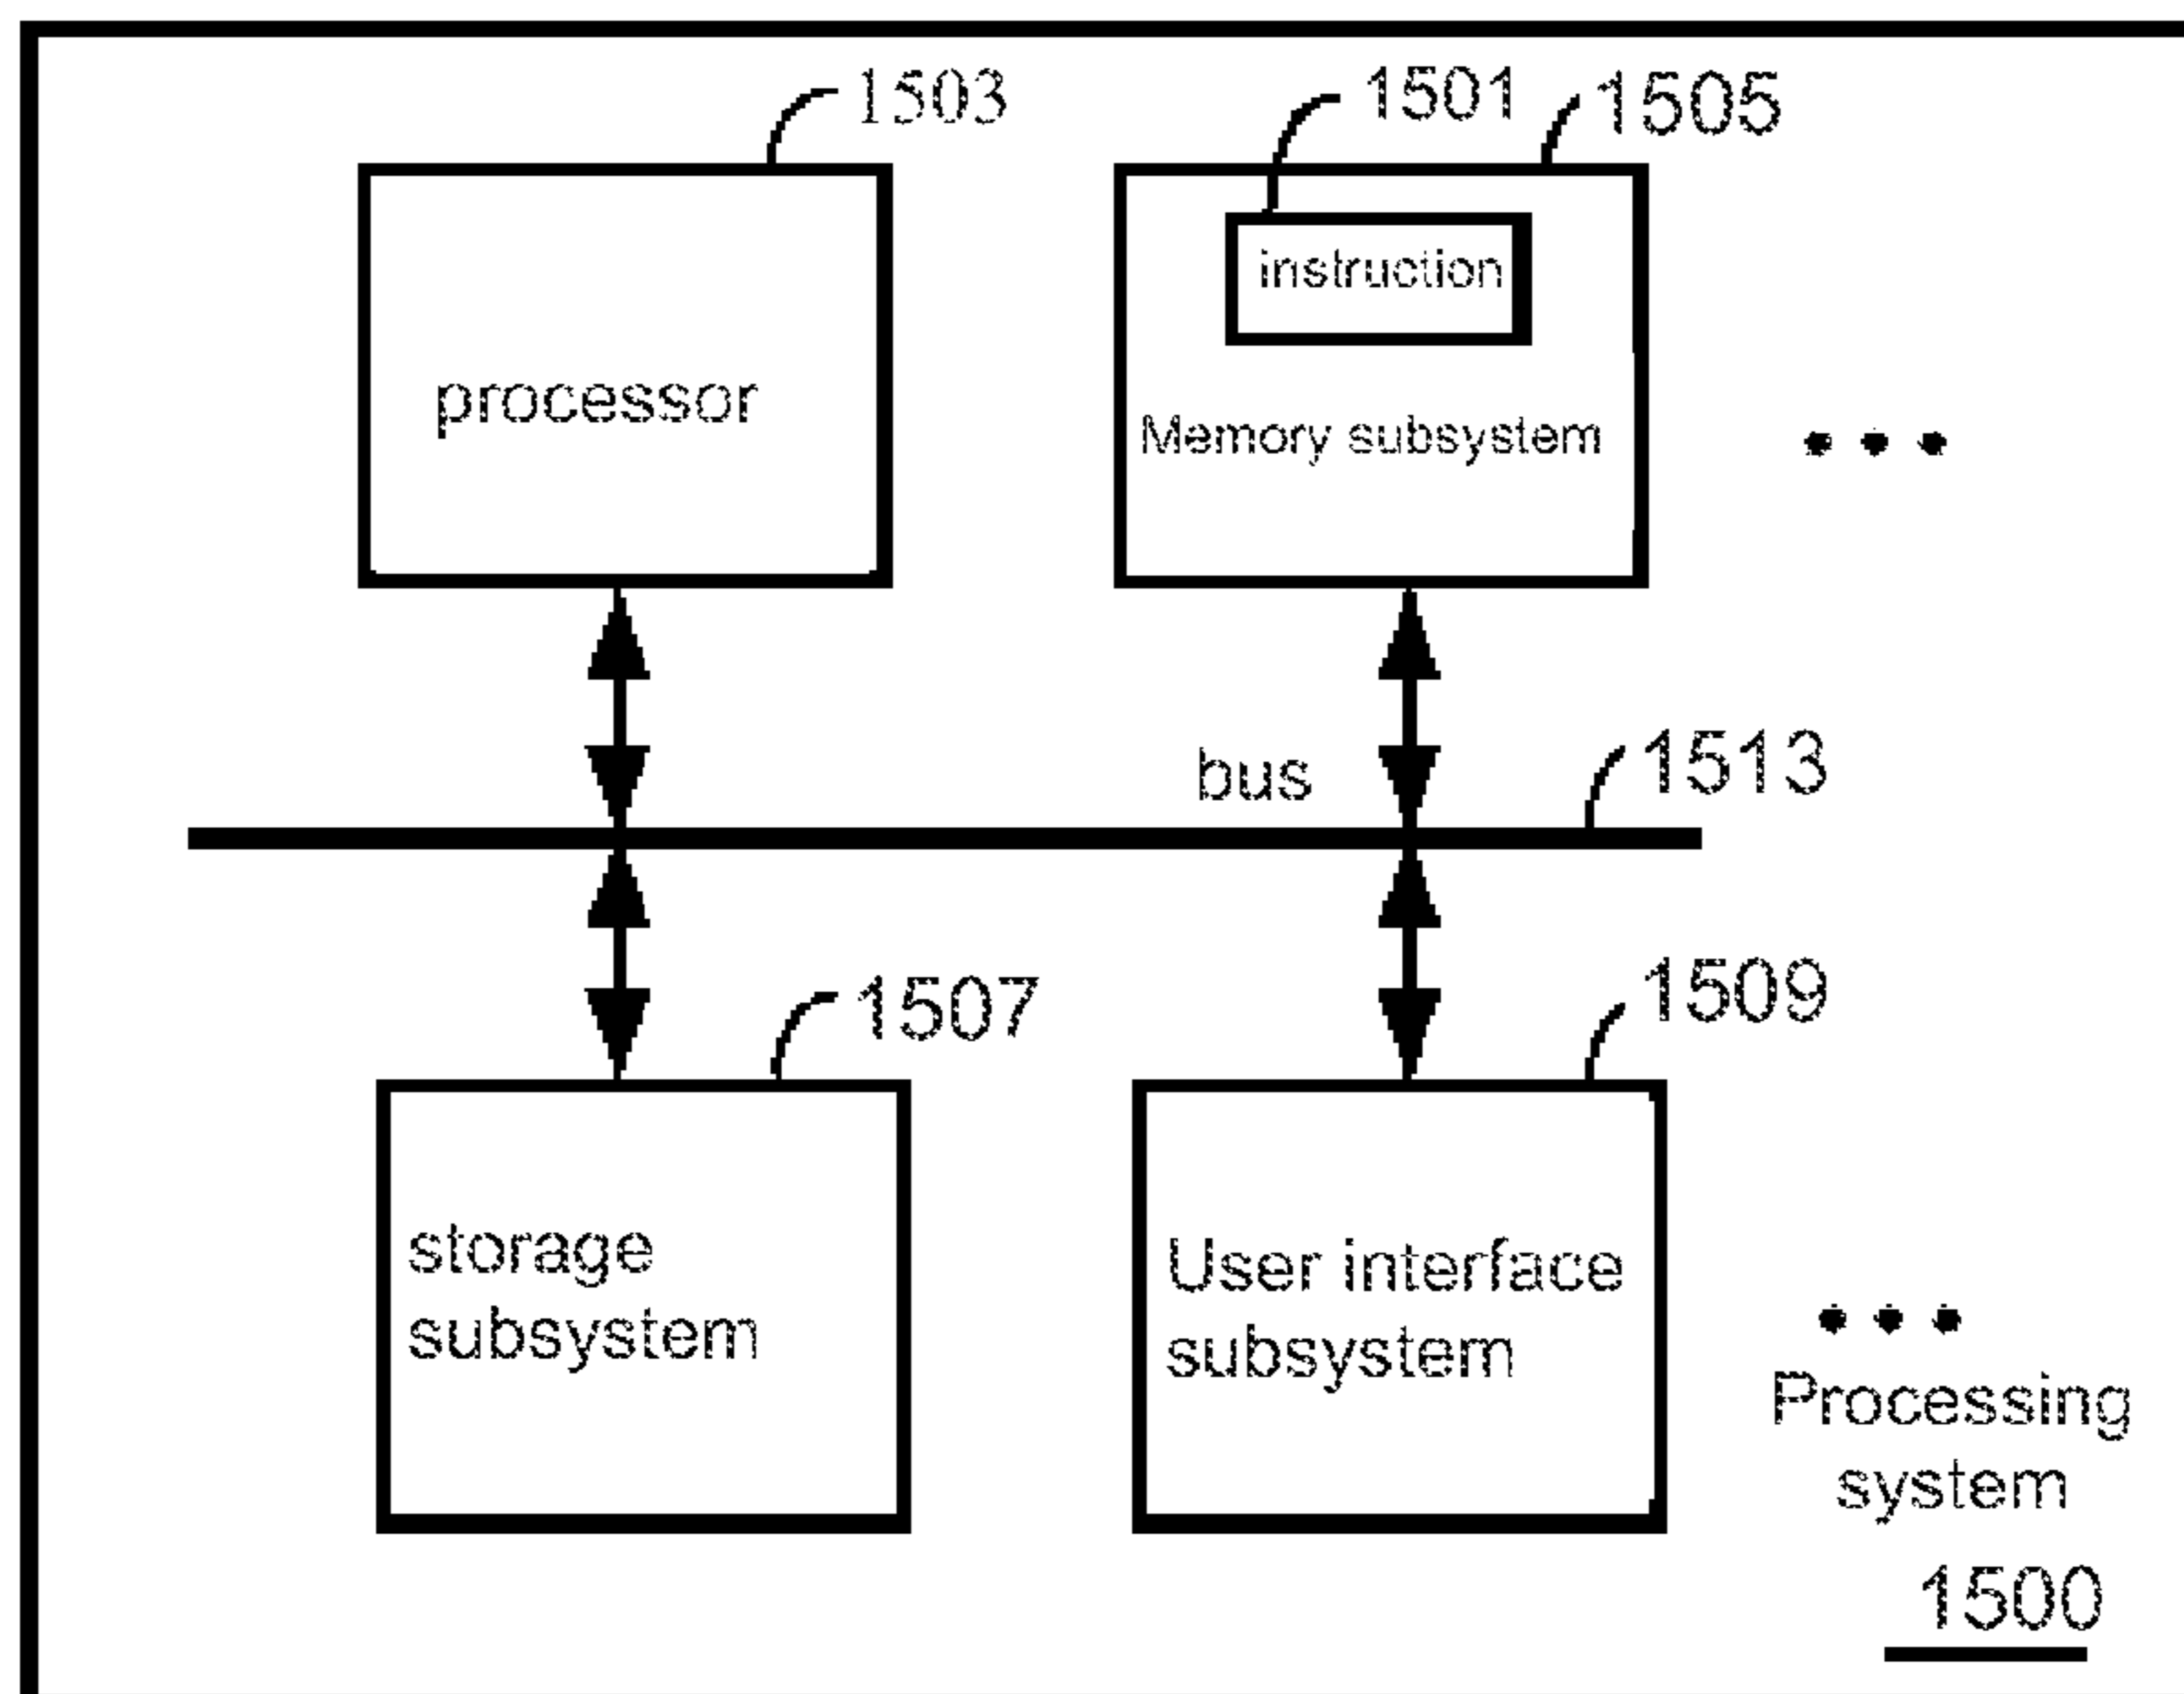 1503
1501
1505
instruction
processor
Memory subsystem
bus
1513
1507
1509
storage
subsystem
User interface
subsystem
Processing
system
1500